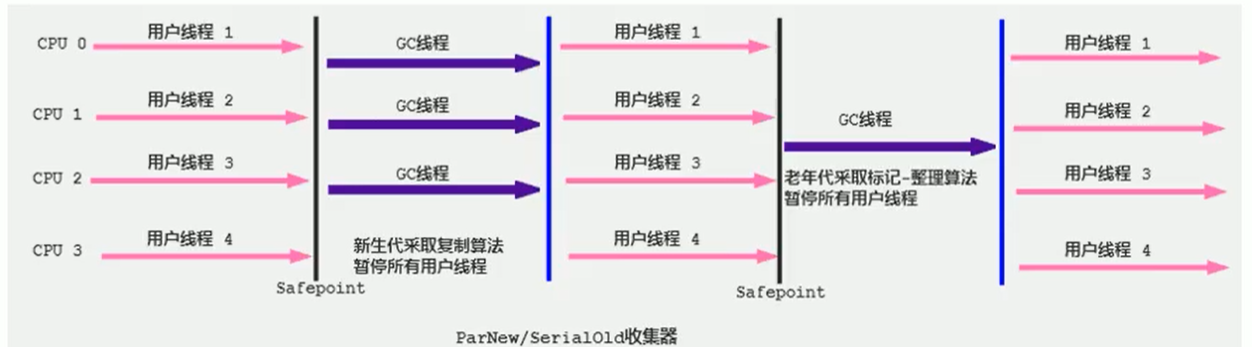 用户线程 1
GC线程
用户线程 1
用户线程 1
CPU 0
用户线程 2
GC线程
用户线程 2
用户线程 2
CPU 1
GC线程
用户线程 3
GC线程
用户线程 3
用户线程 3
CPU 2
老年代采取标记-整理算法
暂停所有用户线程
用户线程 4
用户线程 4
用户线程 4
CPU 3
新生代采取复制算法
暂停所有用户线程
Safepoint
Safepoint
ParNew/SerialOld收集器